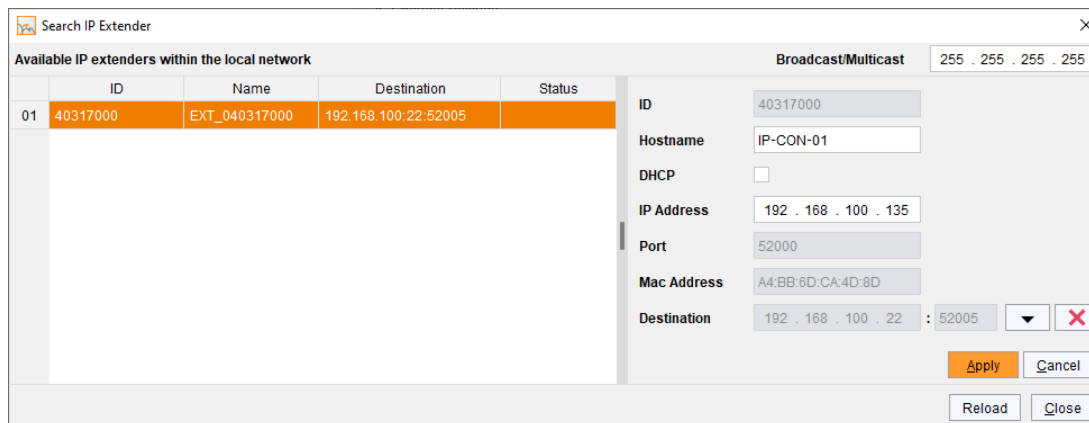 Search IP Extender
Available IP extenders within the local network
Broadcast/Multicast 255 . 255 . 255 . 255
ID Name Destination Status
01 40317000 EXT_040317000 192.168.100:22:52005
ID 40317000
Hostname IP-CON-01
DHCP
IP Address 192 . 168 . 100 . 135
Port 52000
Mac Address A4:BB:6D:CA:4D:8D
Destination 192 . 168 . 100 . 22 : 52005
Apply Cancel
Reload Close